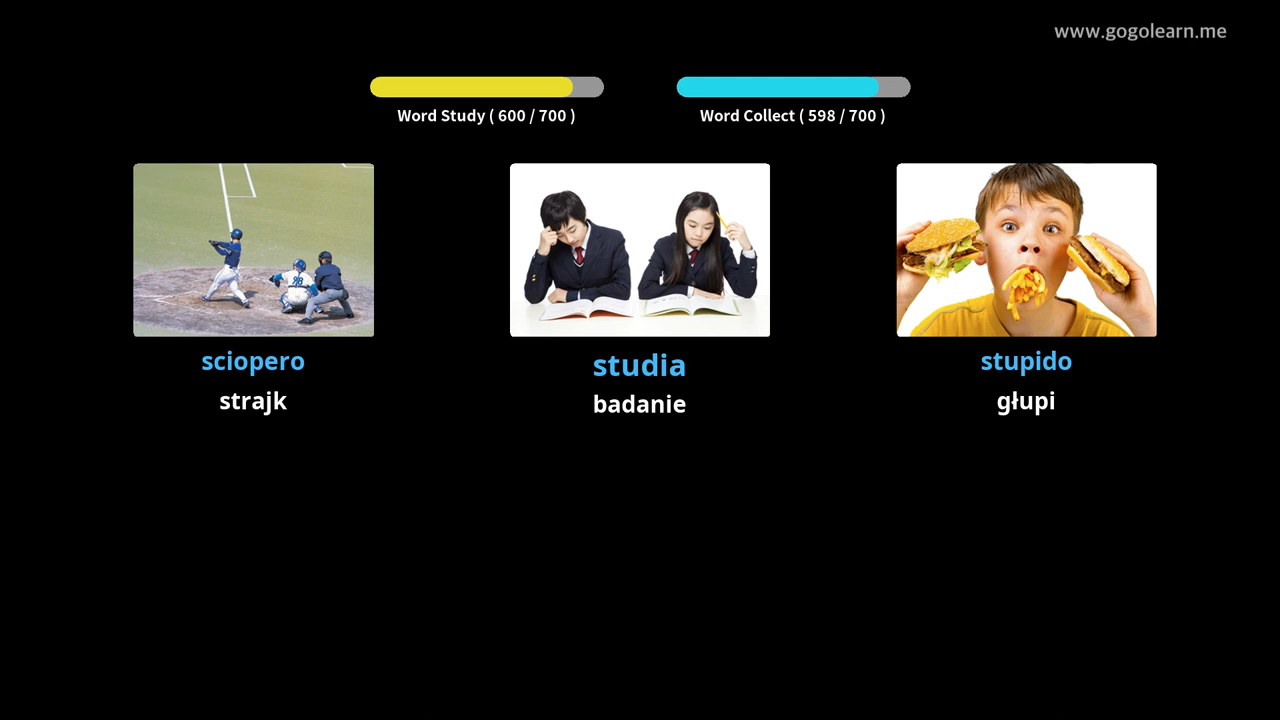 www.gogolearn.me
Word Study ( 600 / 700 )
Word Collect ( 598 / 700 )
sciopero
strajk
studia
badanie
stupido
głupi